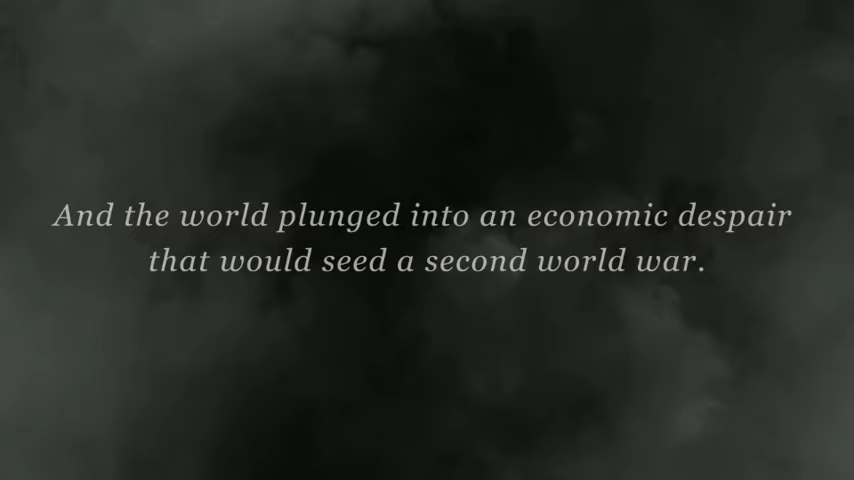 And the world plunged into an economic despair
that would seed a second world war.